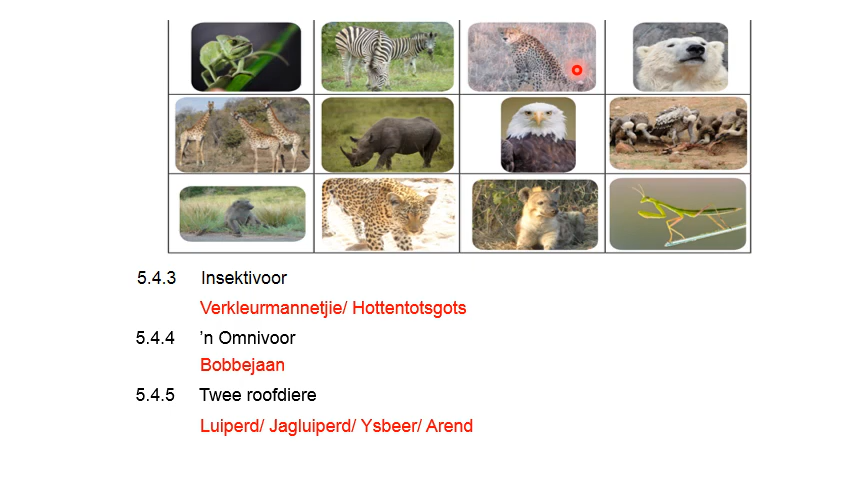 5.4.3 Insektivoor
Verkleurmannetjie/ Hottentotsgots
5.4.4 'n Omnivoor
Bobbejaan
5.4.5 Twee roofdiere
Luiperd/ Jagluiperd/ Ysbeer/ Arend